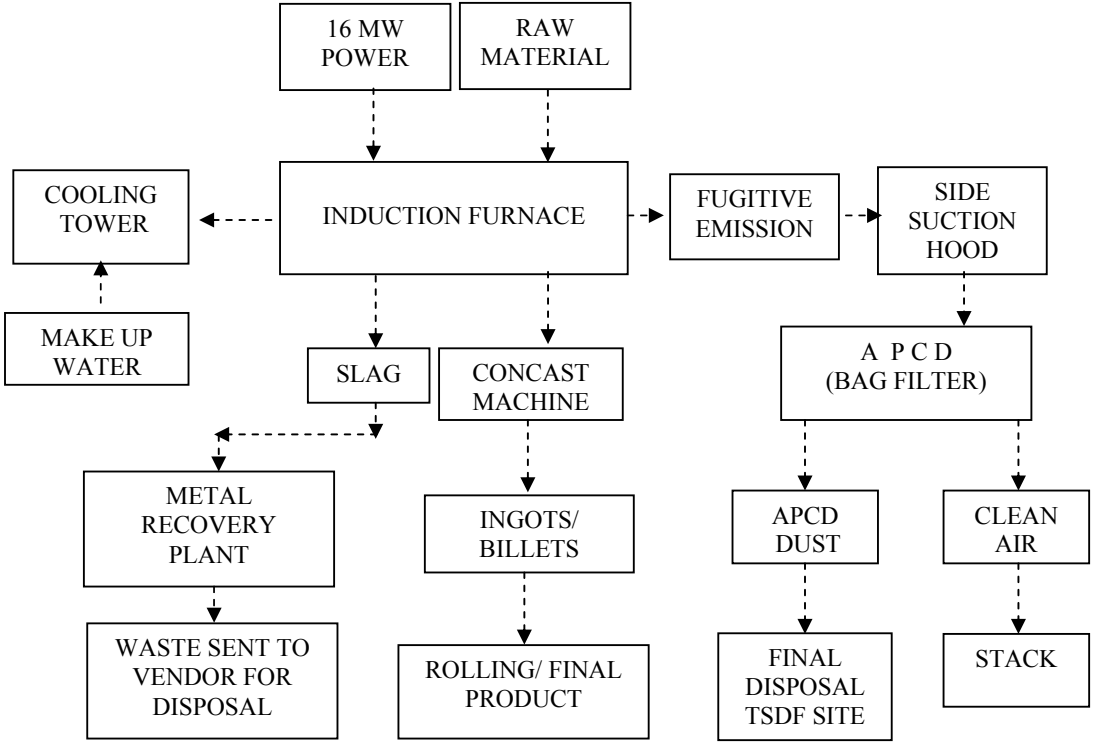 16 MW
POWER
RAW
MATERIAL
COOLING
TOWER
INDUCTION FURNACE
FUGITIVE
EMISSION
SIDE
SUCTION
HOOD
MAKE UP
WATER
SLAG
CONCAST
MACHINE
A P C D
(BAG FILTER)
METAL
RECOVERY
PLANT
INGOTS/
BILLETS
APCD
DUST
CLEAN
AIR
WASTE SENT TO
VENDOR FOR
DISPOSAL
ROLLING/ FINAL
PRODUCT
FINAL
DISPOSAL
TSDF SITE
STACK